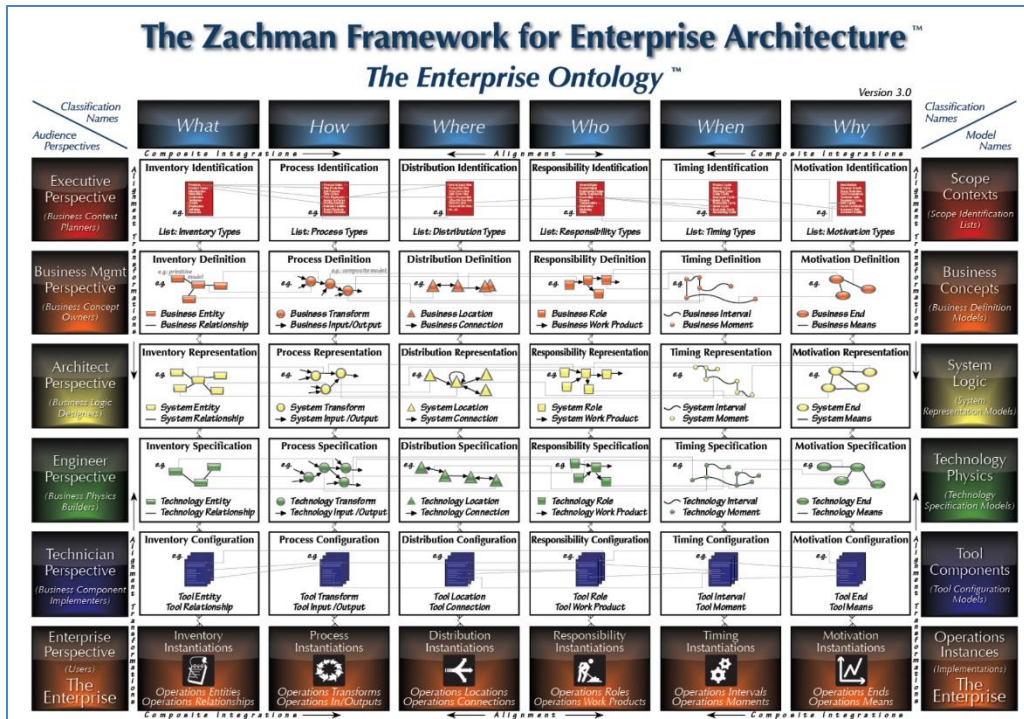 The Zachman Framework for Enterprise Architecture ™
The Enterprise Ontology ™
Version 3.0
Classification
Names
Audience
Perspectives
What
How
Where
Who
When
Why
Classification
Names
Model
Names
Composite Integrations
Alignment
Composite Integrations
Executive
Perspective
(Business Context
Planners)
Alignment Transformations
Inventory Identification
e.g.
List: Inventory Types
Process Identification
e.g.
List: Process Types
Distribution Identification
e.g.
List: Distribution Types
Responsibility Identification
e.g.
List: Responsibility Types
Timing Identification
e.g.
List: Timing Types
Motivation Identification
e.g.
List: Motivation Types
Alignment Transformations
Scope
Contexts
(Scope Identification
Lists)
Business Mgmt
Perspective
(Business Concept
Owners)
Inventory Definition
e.g.: primitive
model
Business Entity
Business Relationship
Process Definition
e.g.: composite model
e.g.
Business Transform
Business Input/Output
Distribution Definition
e.g.
Business Location
Business Connection
Responsibility Definition
e.g.
Business Role
Business Work Product
Timing Definition
e.g.
Business Interval
Business Moment
Motivation Definition
e.g.
Business End
Business Means
Business
Concepts
(Business Definition
Models)
Architect
Perspective
(Business Logic
Designers)
Inventory Representation
e.g.
System Entity
System Relationship
Process Representation
e.g.
System Transform
System Input /Output
Distribution Representation
e.g.
System Location
System Connection
Responsibility Representation
e.g.
System Role
System Work Product
Timing Representation
e.g.
System Interval
System Moment
Motivation Representation
e.g.
System End
System Means
System
Logic
(System
Representation Models)
Engineer
Perspective
(Business Physics
Builders)
Inventory Specification
e.g.
Technology Entity
Technology Relationship
Process Specification
e.g.
Technology Transform
Technology Input /Output
Distribution Specification
e.g.
Technology Location
Technology Connection
Responsibility Specification
e.g.
Technology Role
Technology Work Product
Timing Specification
e.g.
Technology Interval
Technology Moment
Motivation Specification
e.g.
Technology End
Technology Means
Technology
Physics
(Technology
Specification Models)
Technician
Perspective
(Business Component
Implementers)
Alignment Transformations
Inventory Configuration
e.g.
Tool Entity
Tool Relationship
Process Configuration
e.g.
Tool Transform
Tool Input /Output
Distribution Configuration
e.g.
Tool Location
Tool Connection
Responsibility Configuration
e.g.
Tool Role
Tool Work Product
Timing Configuration
e.g.
Tool Interval
Tool Moment
Motivation Configuration
e.g.
Tool End
Tool Means
Alignment Transformations
Tool
Components
(Tool Configuration
Models)
Enterprise
Perspective
(Users)
The
Enterprise
Inventory
Instantiations
Operations Entities
Operations Relationships
Process
Instantiations
Operations Transforms
Operations In/Outputs
Distribution
Instantiations
Operations Locations
Operations Connections
Responsibility
Instantiations
Operations Roles
Operations Work Products
Timing
Instantiations
Operations Intervals
Operations Moments
Motivation
Instantiations
Operations Ends
Operations Means
Operations
Instances
(Implementations)
The
Enterprise
Composite Integrations
Alignment
Composite Integrations